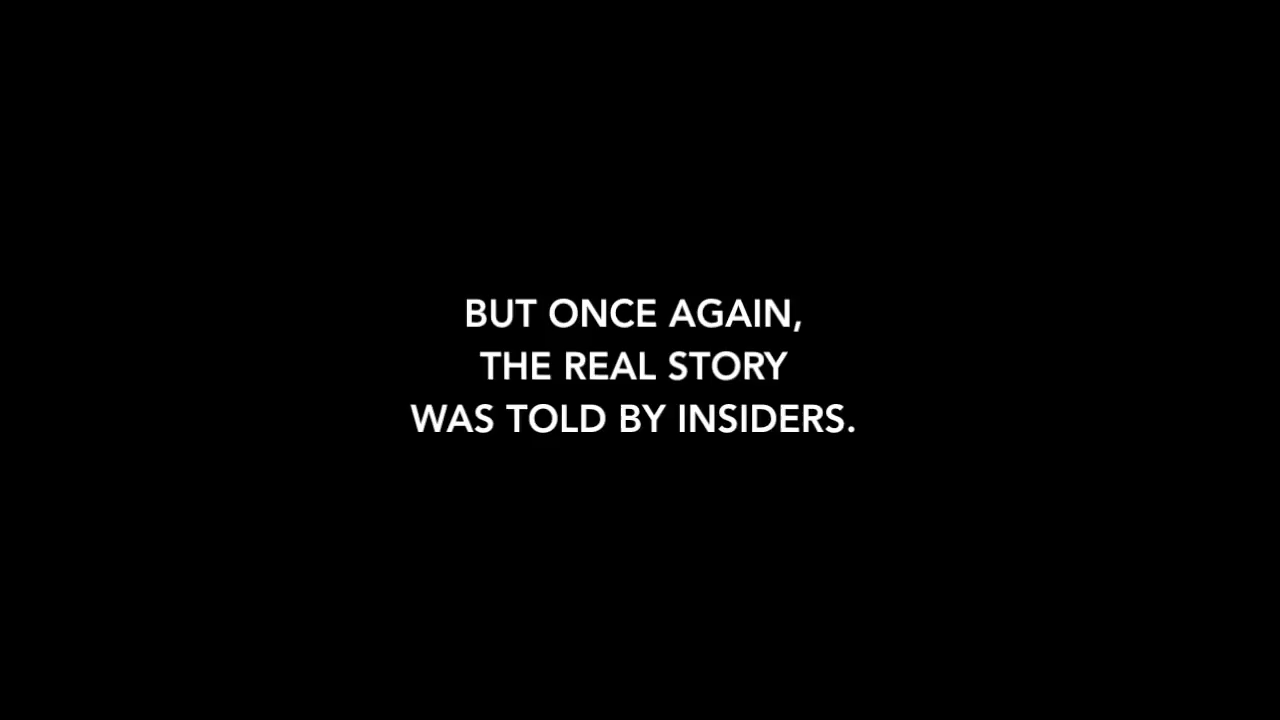 BUT ONCE AGAIN,
THE REAL STORY
WAS TOLD BY INSIDERS.